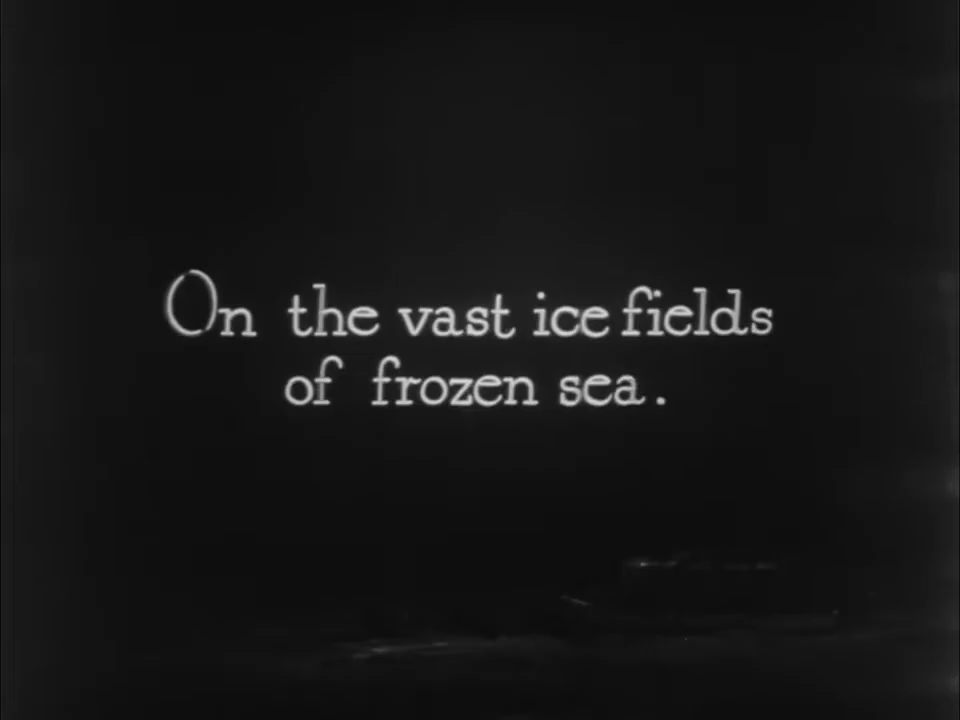 On the vast ice fields
of frozen sea.